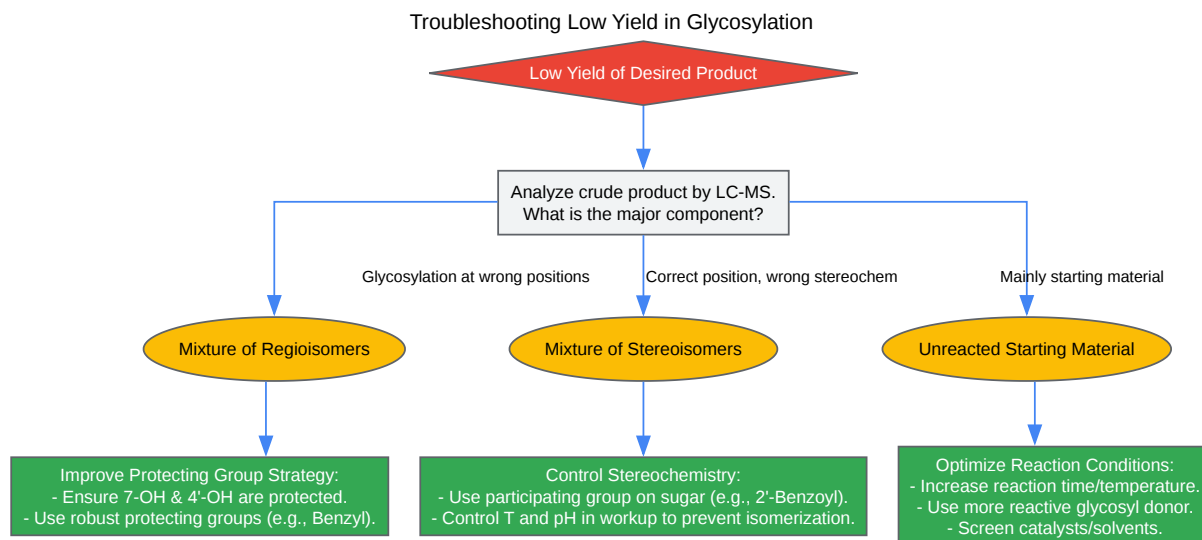 Troubleshooting Low Yield in Glycosylation
Low Yield of Desired Product
Analyze crude product by LC-MS.
What is the major component?
Glycosylation at wrong positions
Correct position, wrong stereochem
Mainly starting material
Mixture of Regioisomers
Mixture of Stereoisomers
Unreacted Starting Material
Improve Protecting Group Strategy:
- Ensure 7-OH & 4'-OH are protected.
- Use robust protecting groups (e.g., Benzyl).
Control Stereochemistry:
- Use participating group on sugar (e.g., 2'-Benzoyl).
- Control T and pH in workup to prevent isomerization.
Optimize Reaction Conditions:
- Increase reaction time/temperature.
- Use more reactive glycosyl donor.
- Screen catalysts/solvents.